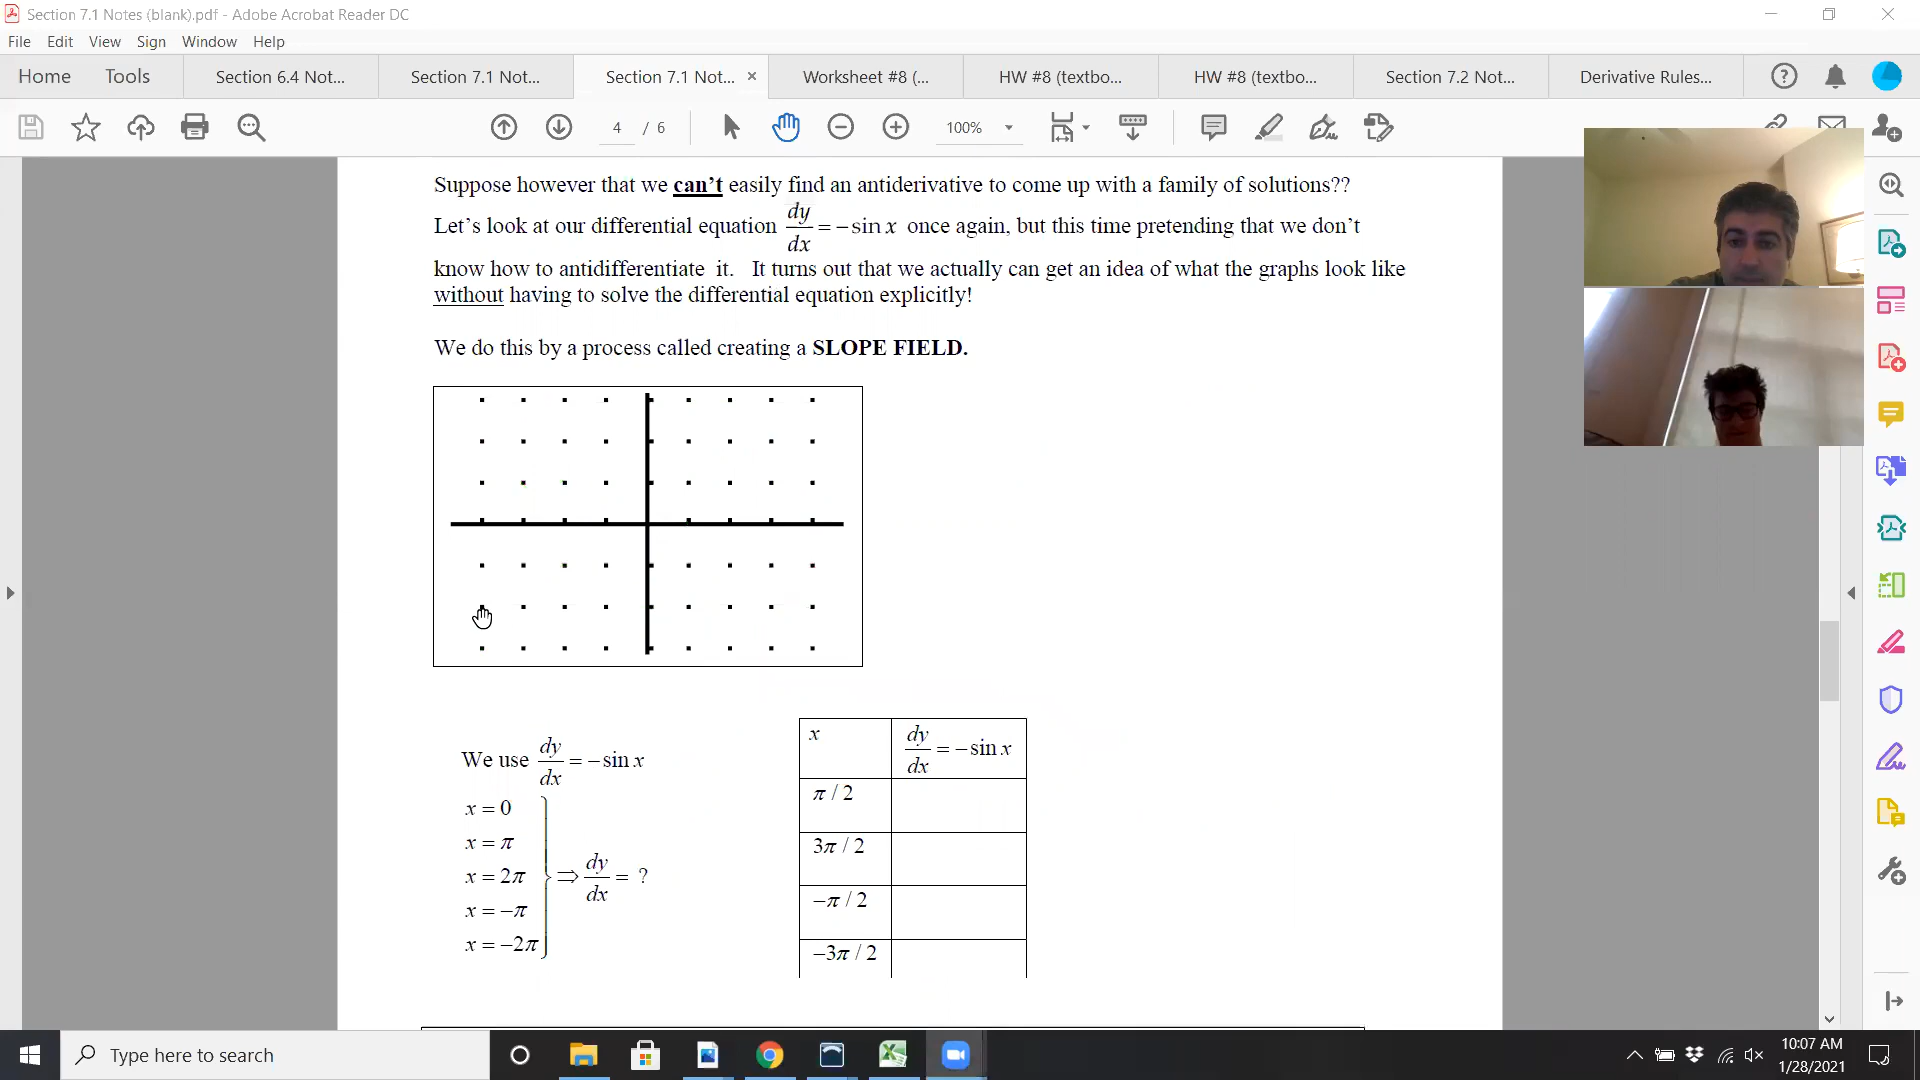 Section 7.1 Notes (blank).pdf - Adobe Acrobat Reader DC
File Edit View Sign Window Help
Home Tools Section 6.4 Not... Section 7.1 Not... Section 7.1 Not... × Worksheet #8 (... HW #8 (textbo... HW #8 (textbo... Section 7.2 Not... Derivative Rules...
4 / 6 100%
Suppose however that we can't easily find an antiderivative to come up with a family of solutions??
Let's look at our differential equation dy/dx = −sin x once again, but this time pretending that we don't
know how to antidifferentiate it. It turns out that we actually can get an idea of what the graphs look like
without having to solve the differential equation explicitly!
We do this by a process called creating a SLOPE FIELD.
We use dy/dx = −sin x
x = 0
x = π
x = 2π
x = −π
x = −2π
⇒ dy/dx = ?
x dy/dx = −sin x
π / 2
3π / 2
−π / 2
−3π / 2
Type here to search
10:07 AM
1/28/2021